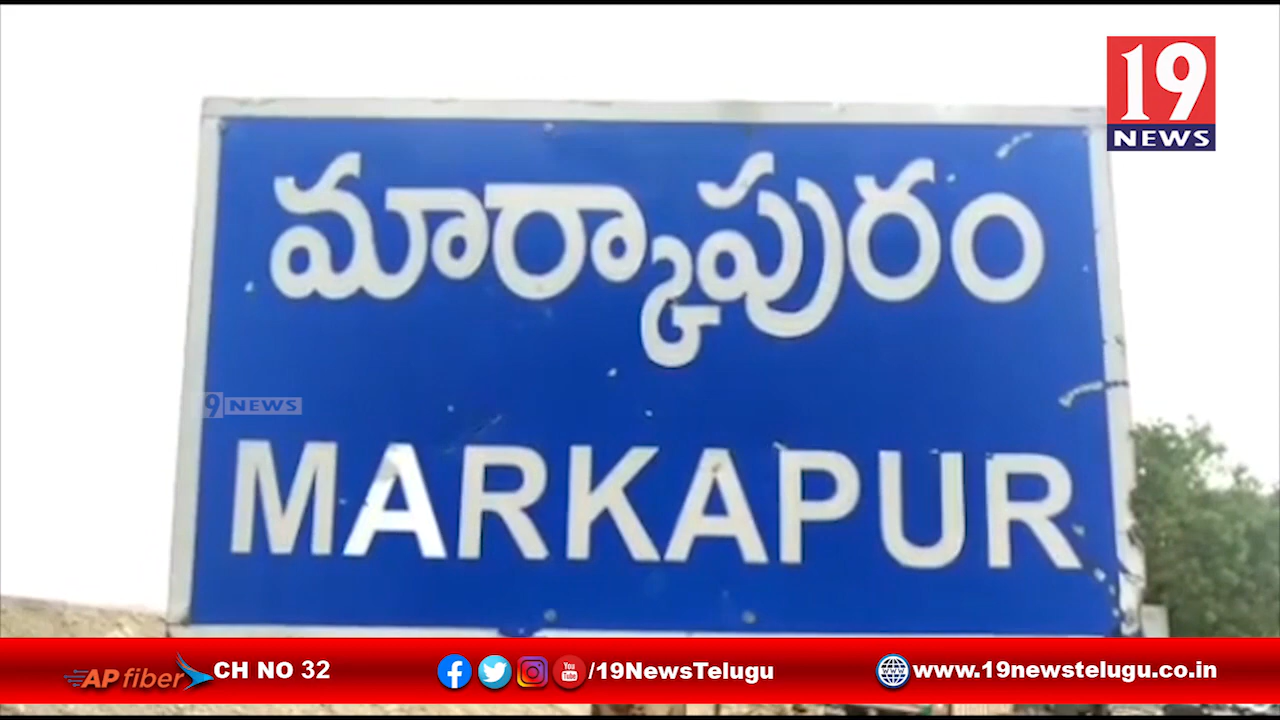 19
NEWS
మార్కాపురం
9 NEWS
MARKAPUR
AP fiber CH NO 32 /19NewsTelugu www.19newstelugu.co.in